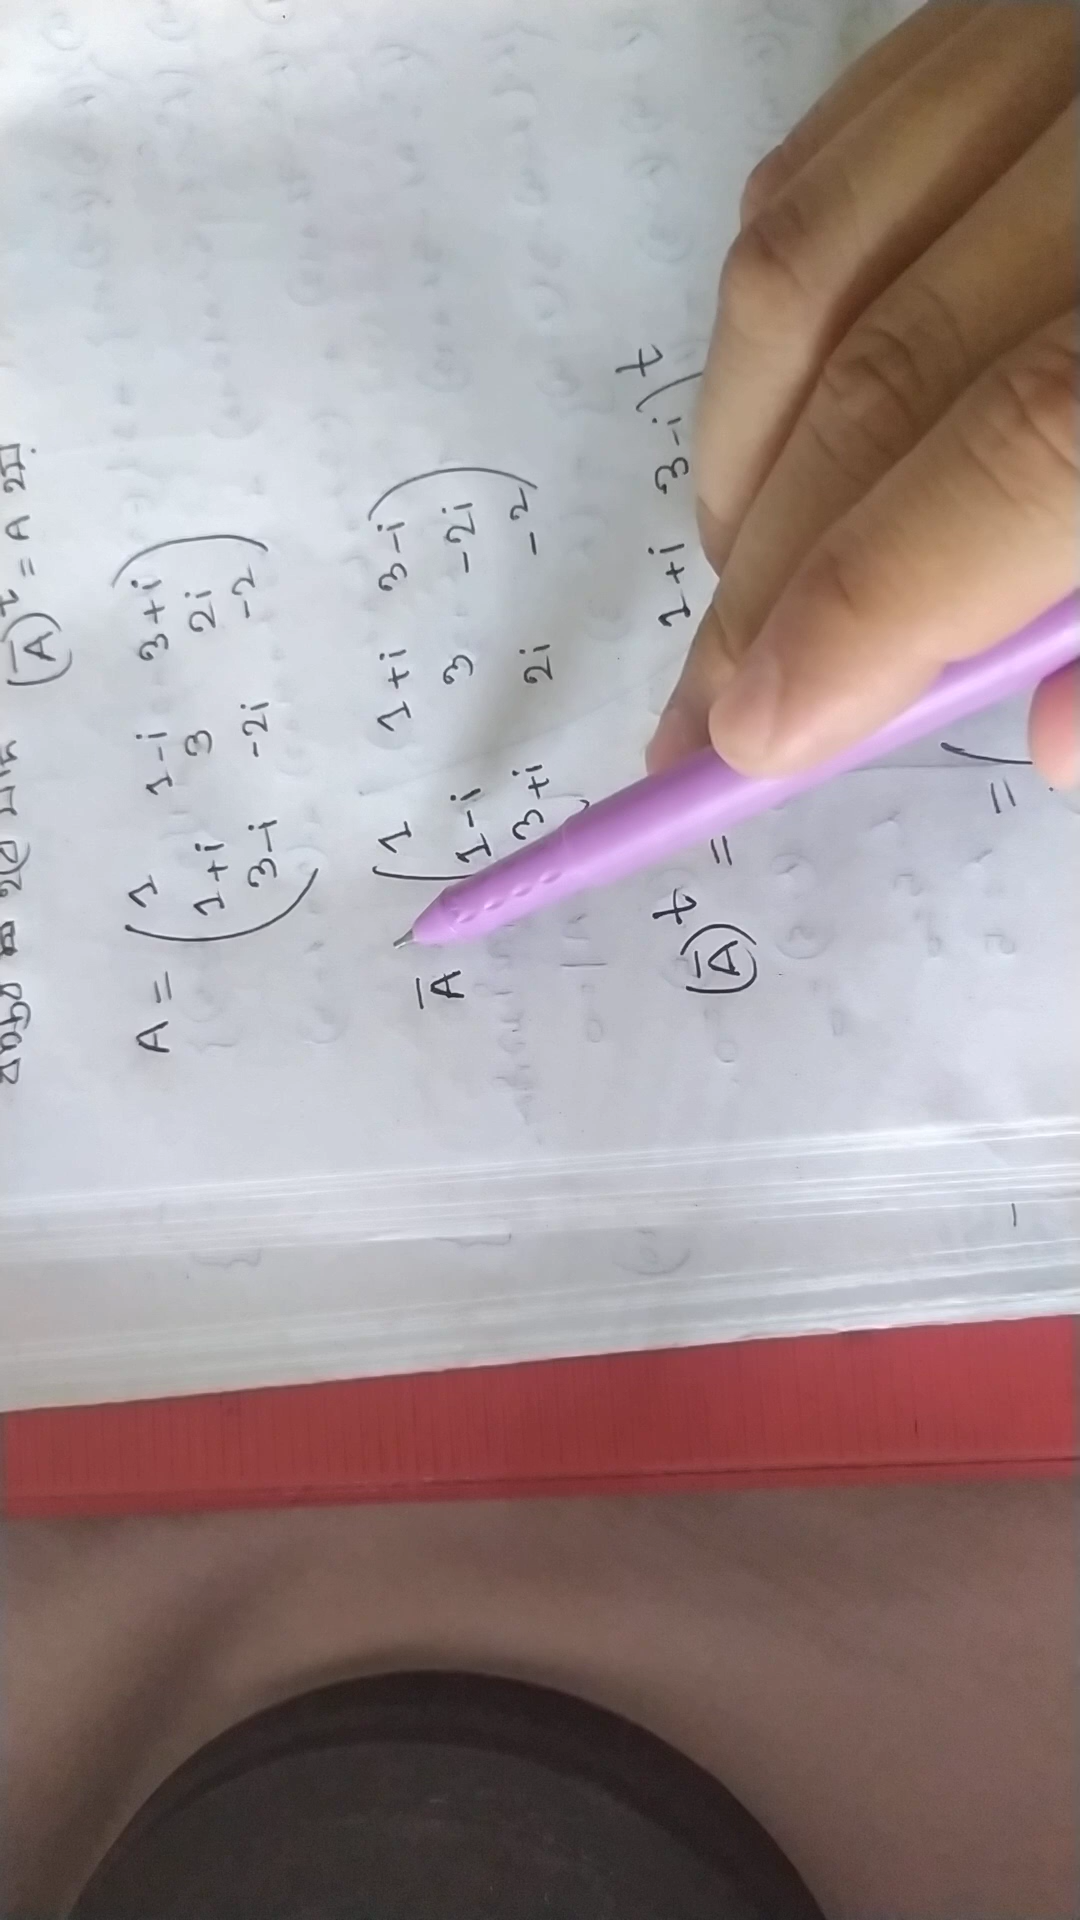 (A̅)ᵗ = A হয়.
A = ( 1 1-i 3+i
1+i 3 2i
3-i -2i -2 )
A̅ ( 1 1+i 3-i
1-i 3 -2i
3+i 2i -2 )
(A̅)ᵗ = 1+i 3-i )ᵗ
= (